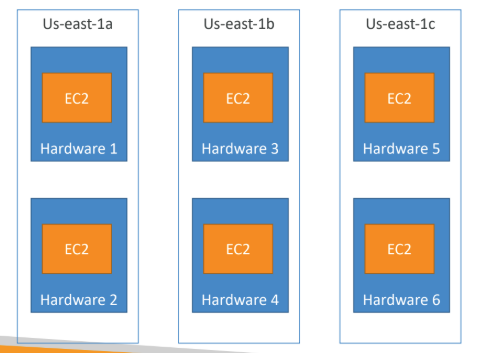 Us-east-1a
EC2
Hardware 1
EC2
Hardware 2
Us-east-1b
EC2
Hardware 3
EC2
Hardware 4
Us-east-1c
EC2
Hardware 5
EC2
Hardware 6